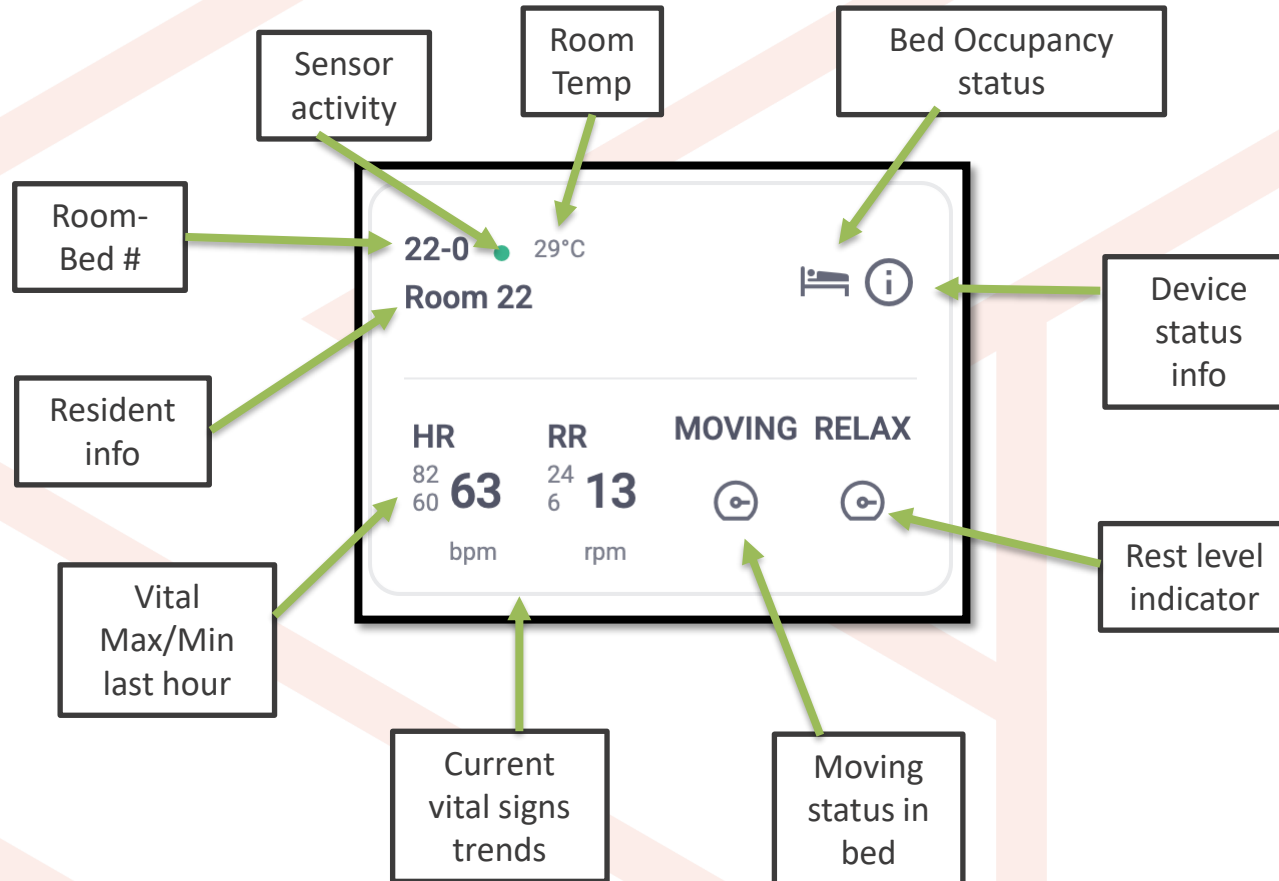 Sensor
activity
Room
Temp
Bed Occupancy
status
Room-
Bed #
22-0
29°C
Room 22
Device
status
info
Resident
info
HR
RR
MOVING
RELAX
82
60
63
24
6
13
bpm
rpm
Vital
Max/Min
last hour
Rest level
indicator
Current
vital signs
trends
Moving
status in
bed